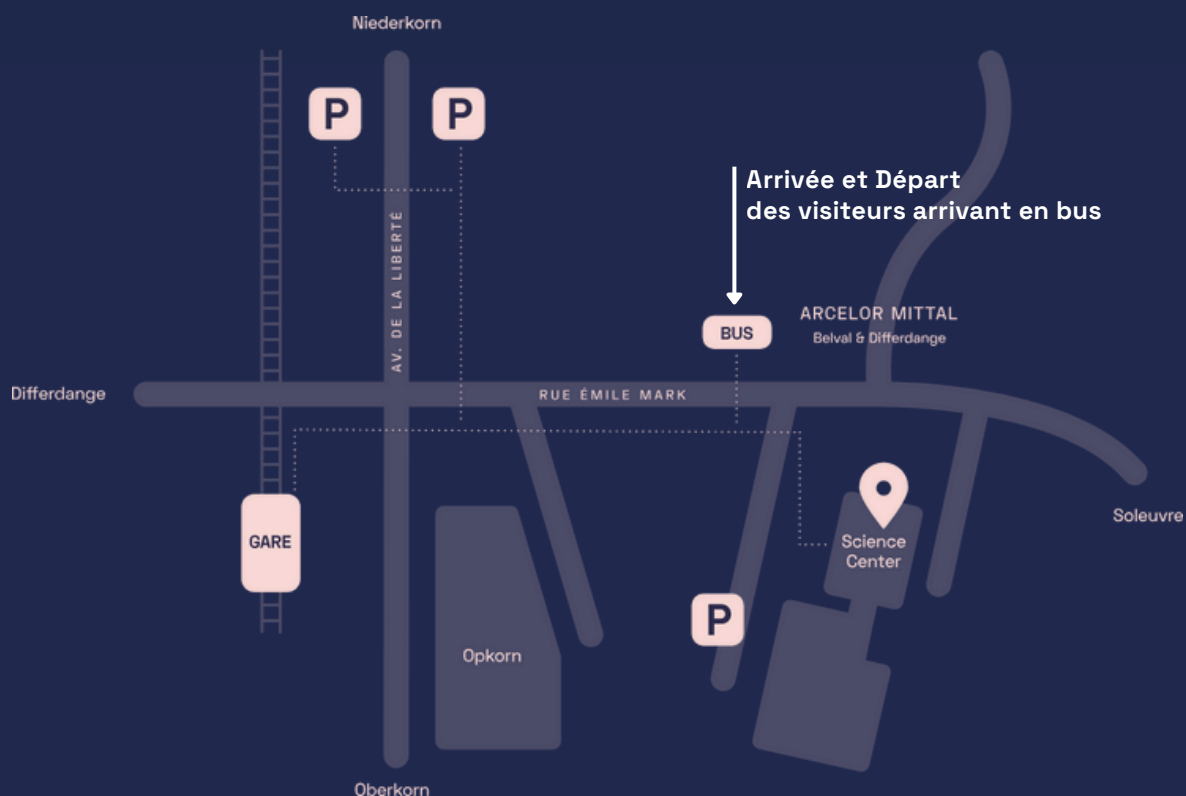 Niederkorn
P
P
Arrivée et Départ
des visiteurs arrivant en bus
AV. DE LA LIBERTÉ
ARCELOR MITTAL
Belval & Differdange
BUS
Differdange
RUE ÉMILE MARK
Soleuvre
GARE
Science
Center
P
Opkorn
Oberkorn